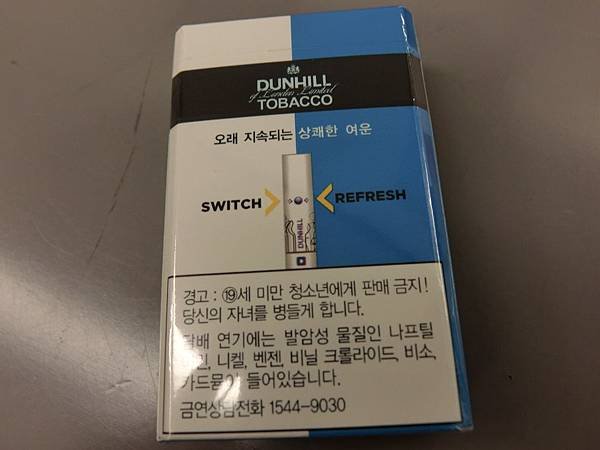 DUNHILL
of London Limited
TOBACCO
오래 지속되는 상쾌한 여운
SWITCH REFRESH
DUNHILL
경고 : ⑲세 미만 청소년에게 판매 금지!
당신의 자녀를 병들게 합니다.
담배 연기에는 발암성 물질인 나프틸
아민, 니켈, 벤젠, 비닐 크롤라이드, 비소,
카드뮴이 들어있습니다.
금연상담전화 1544-9030